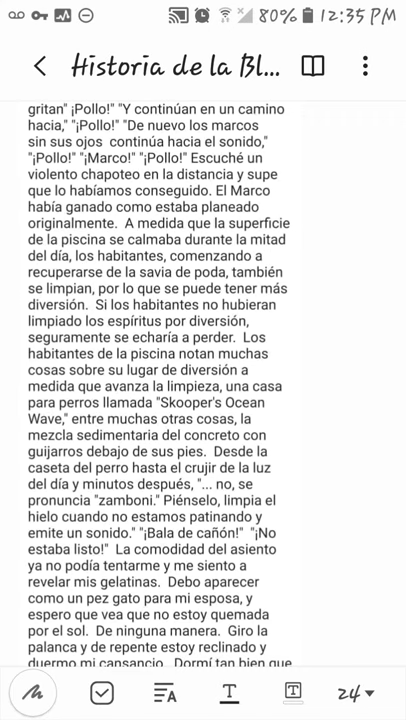 80% 12:35 PM
Historia de la Bl...
gritan" ¡Pollo!" "Y continúan en un camino
hacia," "¡Pollo!" "De nuevo los marcos
sin sus ojos continúa hacia el sonido,"
"¡Pollo!" "¡Marco!" "¡Pollo!" Escuché un
violento chapoteo en la distancia y supe
que lo habíamos conseguido. El Marco
había ganado como estaba planeado
originalmente. A medida que la superficie
de la piscina se calmaba durante la mitad
del día, los habitantes, comenzando a
recuperarse de la savia de poda, también
se limpian, por lo que se puede tener más
diversión. Si los habitantes no hubieran
limpiado los espíritus por diversión,
seguramente se echaría a perder. Los
habitantes de la piscina notan muchas
cosas sobre su lugar de diversión a
medida que avanza la limpieza, una casa
para perros llamada "Skooper's Ocean
Wave," entre muchas otras cosas, la
mezcla sedimentaria del concreto con
guijarros debajo de sus pies. Desde la
caseta del perro hasta el crujir de la luz
del día y minutos después, "... no, se
pronuncia "zamboni." Piénselo, limpia el
hielo cuando no estamos patinando y
emite un sonido." "¡Bala de cañón!" "¡No
estaba listo!" La comodidad del asiento
ya no podía tentarme y me siento a
revelar mis gelatinas. Debo aparecer
como un pez gato para mi esposa, y
espero que vea que no estoy quemada
por el sol. De ninguna manera. Giro la
palanca y de repente estoy reclinado y
duermo mi cansancio. Dormí tan bien que
A T T 24